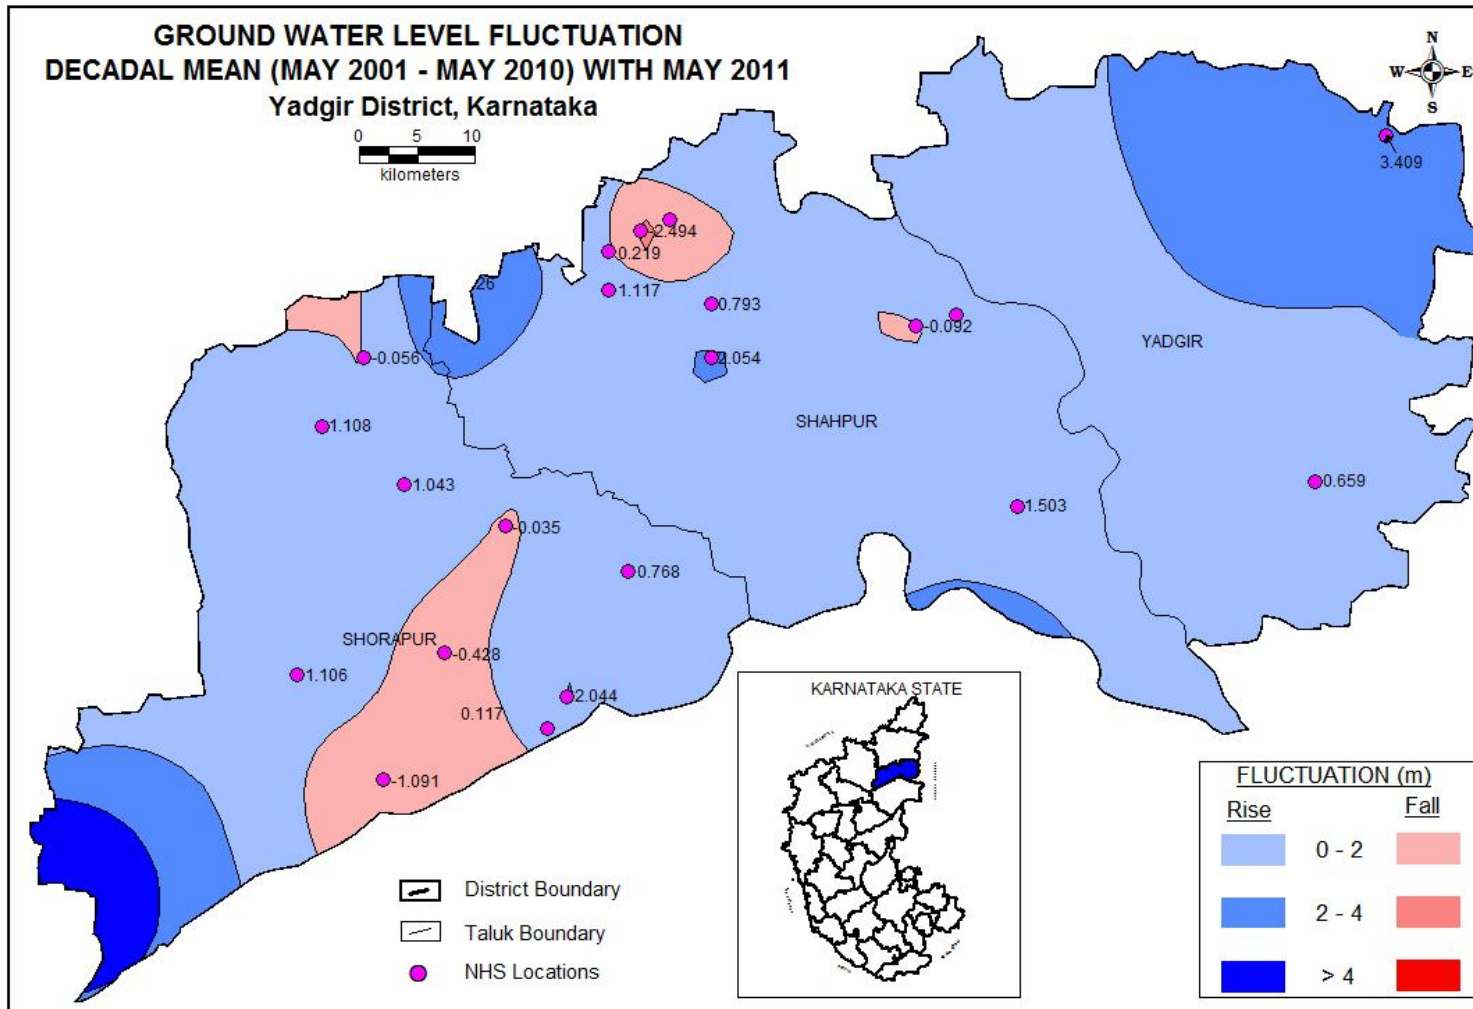 GROUND WATER LEVEL FLUCTUATION
DECADAL MEAN (MAY 2001 - MAY 2010) WITH MAY 2011
Yadgir District, Karnataka
0 5 10
kilometers
N
W E
S
3.409
-2.494
0.219
26
1.117
0.793
-0.092
YADGIR
-0.056
2.054
SHAHPUR
1.108
1.043
0.659
1.503
-0.035
0.768
SHORAPUR
-0.428
1.106
2.044
0.117
-1.091
KARNATAKA STATE
FLUCTUATION (m)
Rise Fall
0 - 2
2 - 4
> 4
District Boundary
Taluk Boundary
NHS Locations